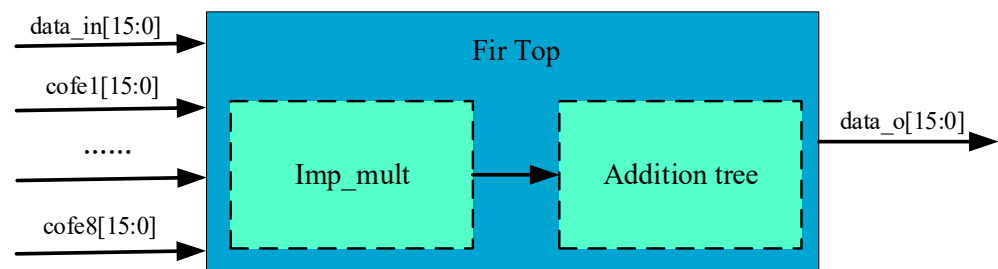 data_in[15:0]
Fir Top
cofe1[15:0]
......
Imp_mult
Addition tree
data_o[15:0]
cofe8[15:0]